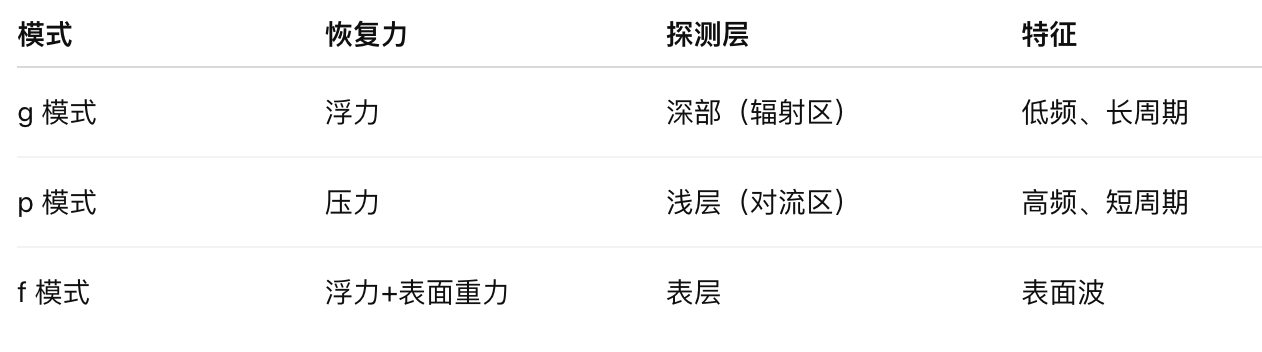 模式 恢复力 探测层 特征
g 模式 浮力 深部（辐射区） 低频、长周期
p 模式 压力 浅层（对流区） 高频、短周期
f 模式 浮力+表面重力 表层 表面波